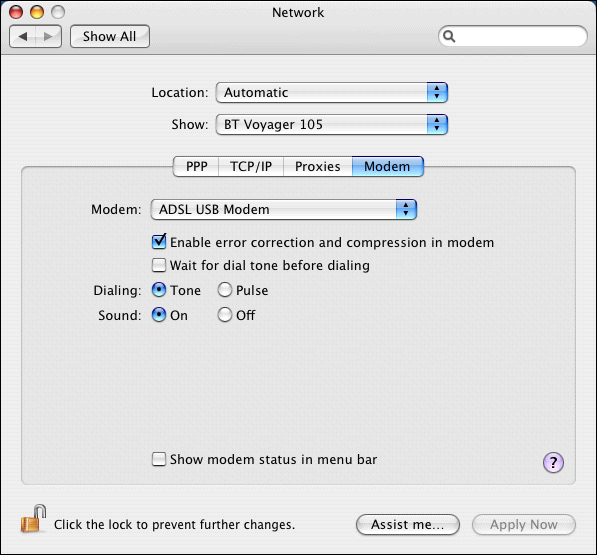 Network
Show All
Location: Automatic
Show: BT Voyager 105
PPP TCP/IP Proxies Modem
Modem: ADSL USB Modem
Enable error correction and compression in modem
Wait for dial tone before dialing
Dialing: Tone Pulse
Sound: On Off
Show modem status in menu bar
?
Click the lock to prevent further changes.
Assist me...
Apply Now